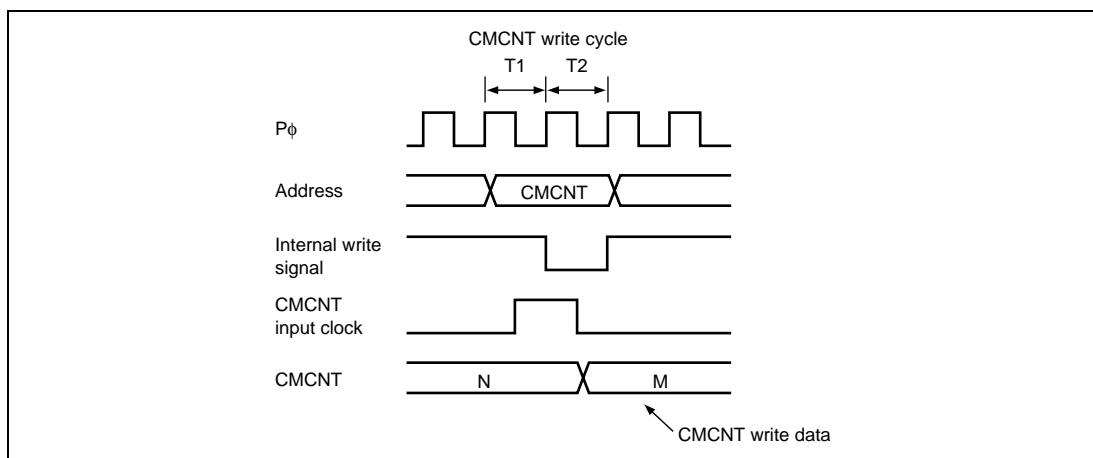 CMCNT write cycle
T1 T2
Pϕ
Address
CMCNT
Internal write
signal
CMCNT
input clock
CMCNT
N M
CMCNT write data